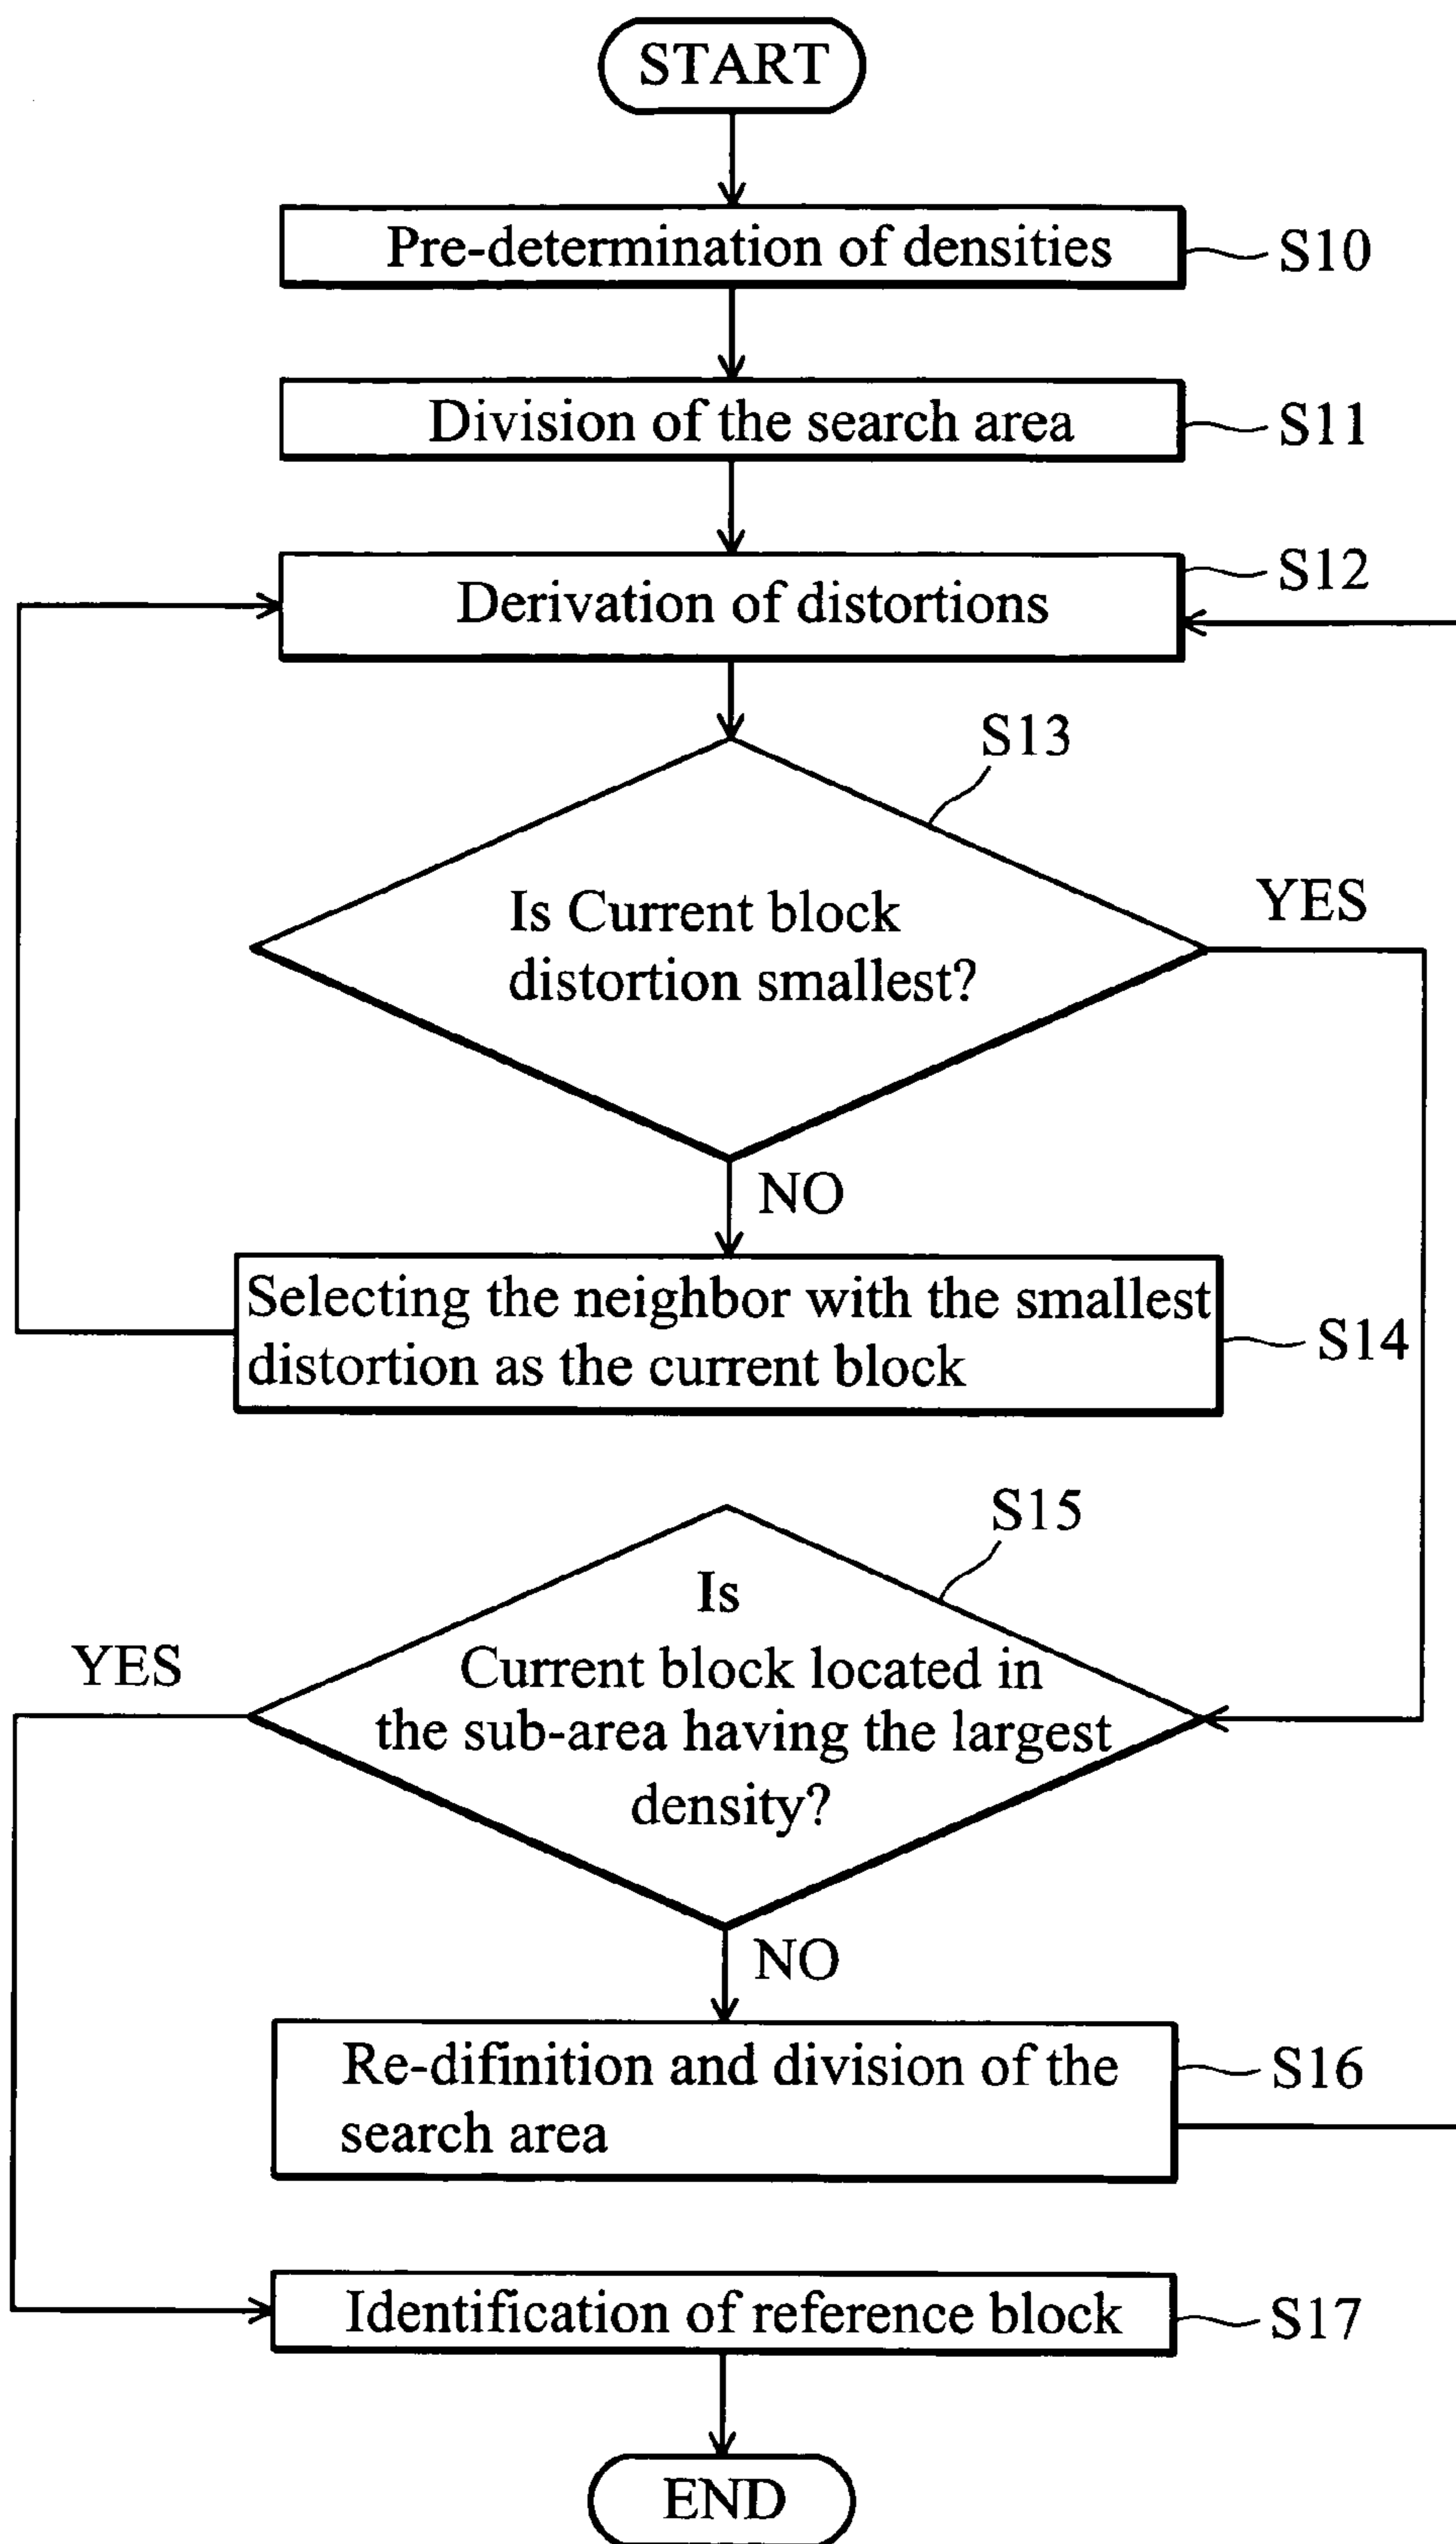 START
Pre-determination of densities
S10
Division of the search area
S11
Derivation of distortions
S12
S13
Is Current block
distortion smallest?
YES
NO
Selecting the neighbor with the smallest
distortion as the current block
S14
S15
Is
Current block located in
the sub-area having the largest
density?
YES
NO
Re-difinition and division of the
search area
S16
Identification of reference block
S17
END